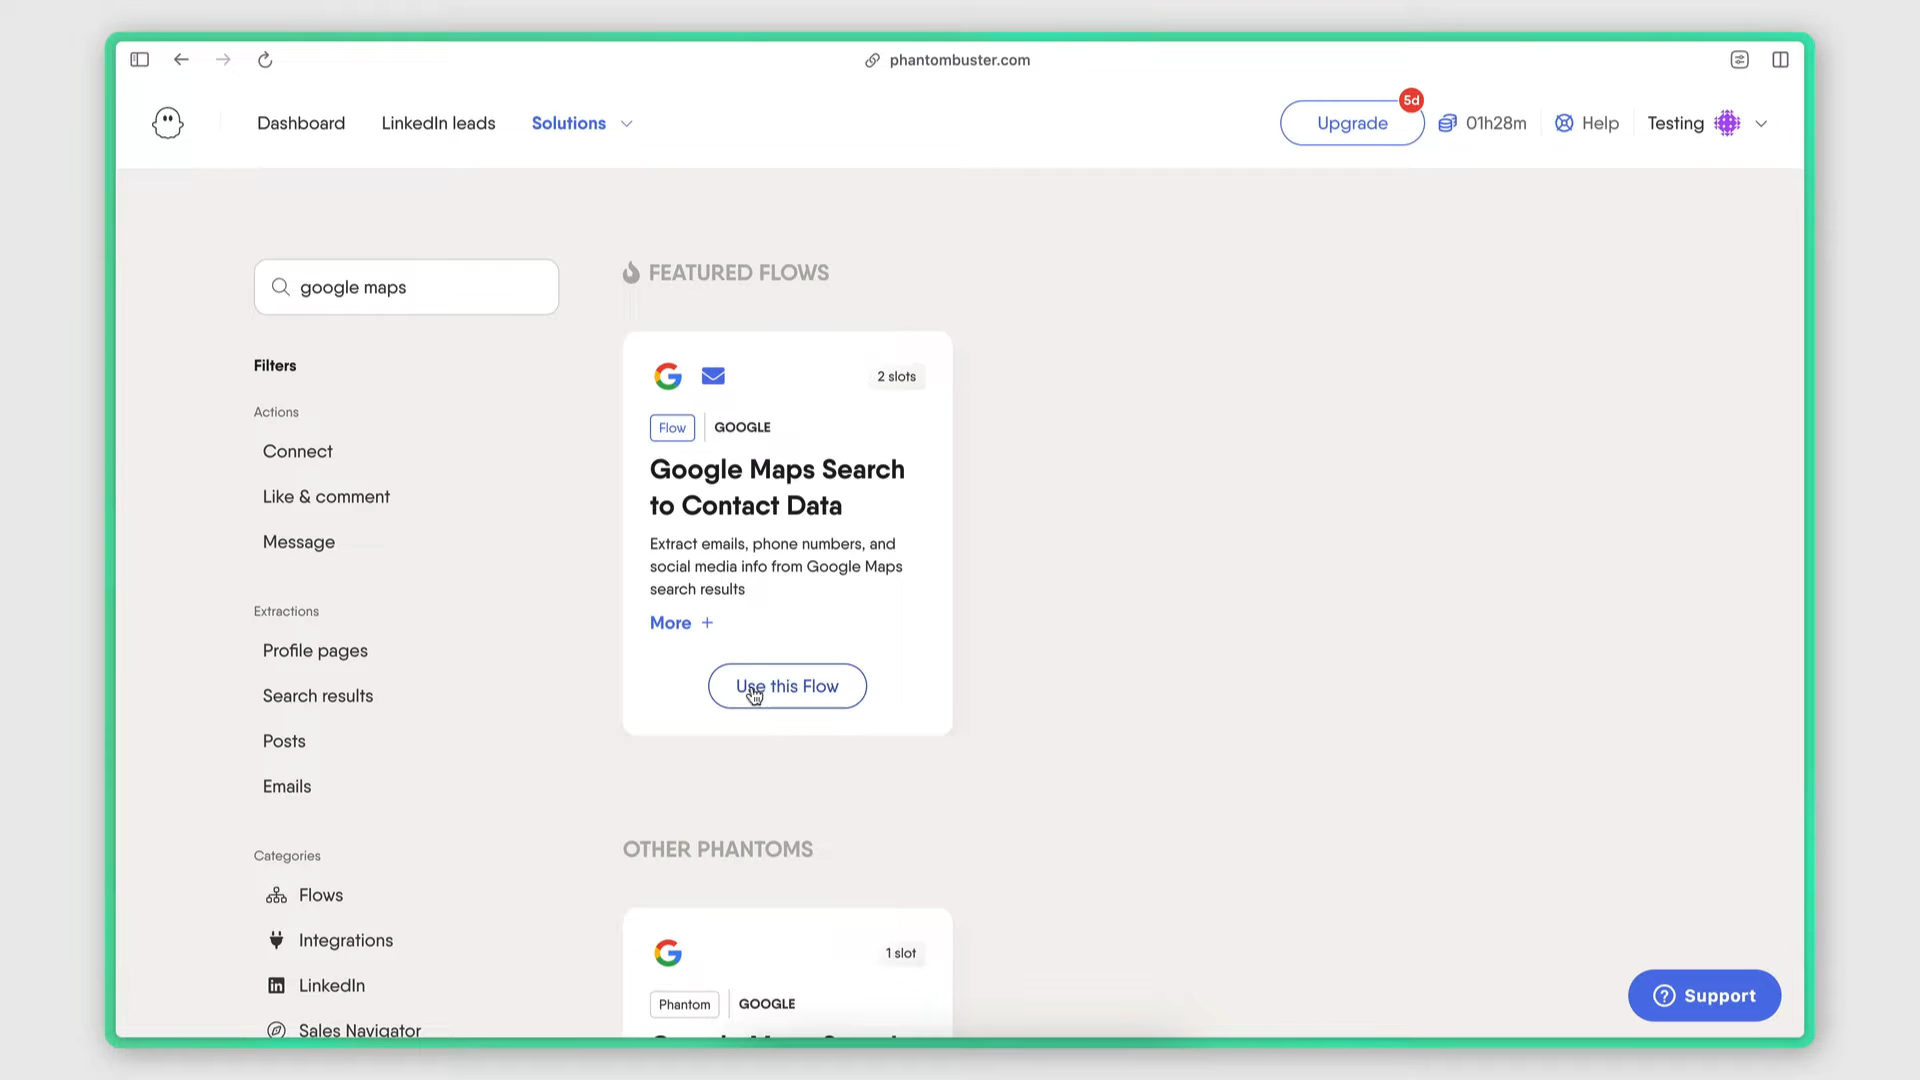 phantombuster.com
Dashboard
LinkedIn leads
Solutions
Upgrade
5d
01h28m
Help
Testing
google maps
Filters
Actions
Connect
Like & comment
Message
Extractions
Profile pages
Search results
Posts
Emails
Categories
Flows
Integrations
LinkedIn
Sales Navigator
FEATURED FLOWS
2 slots
Flow
GOOGLE
Google Maps Search
to Contact Data
Extract emails, phone numbers, and
social media info from Google Maps
search results
More +
Use this Flow
OTHER PHANTOMS
1 slot
Phantom
GOOGLE
Support